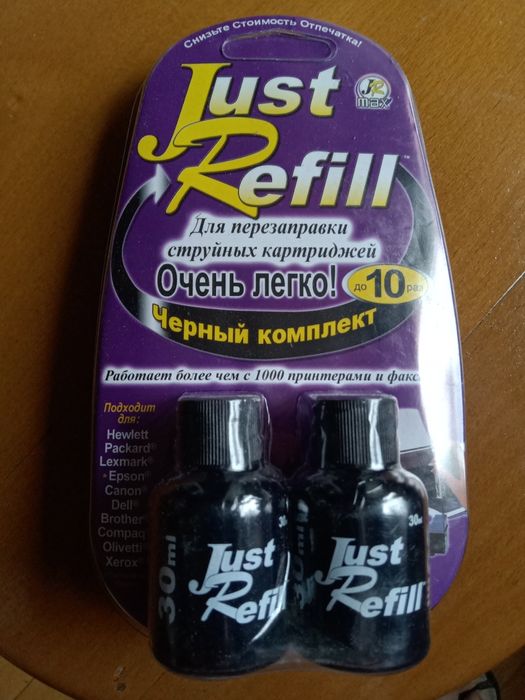 Снизьте Стоимость Отпечатка!
Just
Refill™
JR
max
Для перезаправки
струйных картриджей
Очень легко!
до 10 раз
Черный комплект
Работает более чем с 1000 принтерами и
Подходит
для:
Hewlett
Packard®
Lexmark®
Epson®
Canon®
Dell®
Brother®
Compaq
Olivetti®
Xerox®
30ml
Just
Refill
30ml
Just
Refill